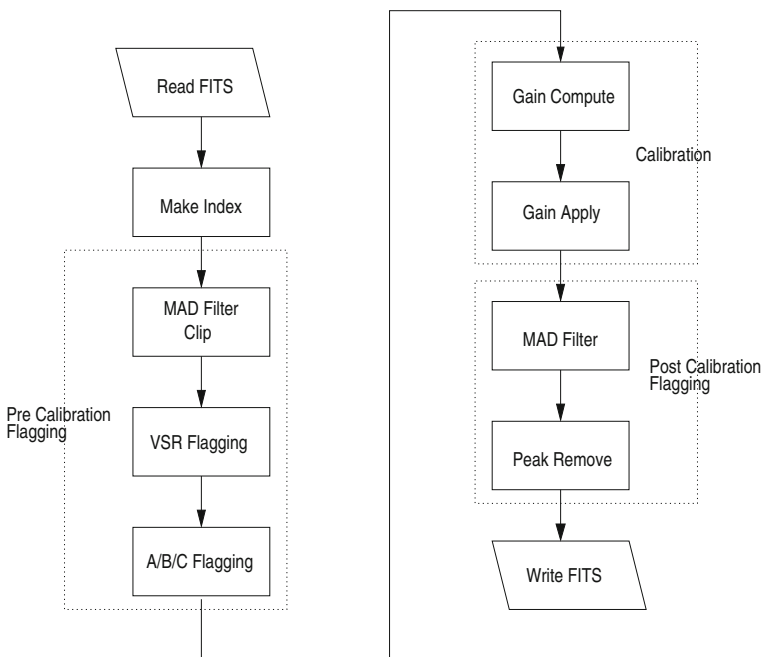 Read FITS
Make Index
MAD Filter
Clip
Pre Calibration
Flagging
VSR Flagging
A/B/C Flagging
Gain Compute
Calibration
Gain Apply
MAD Filter
Post Calibration
Flagging
Peak Remove
Write FITS